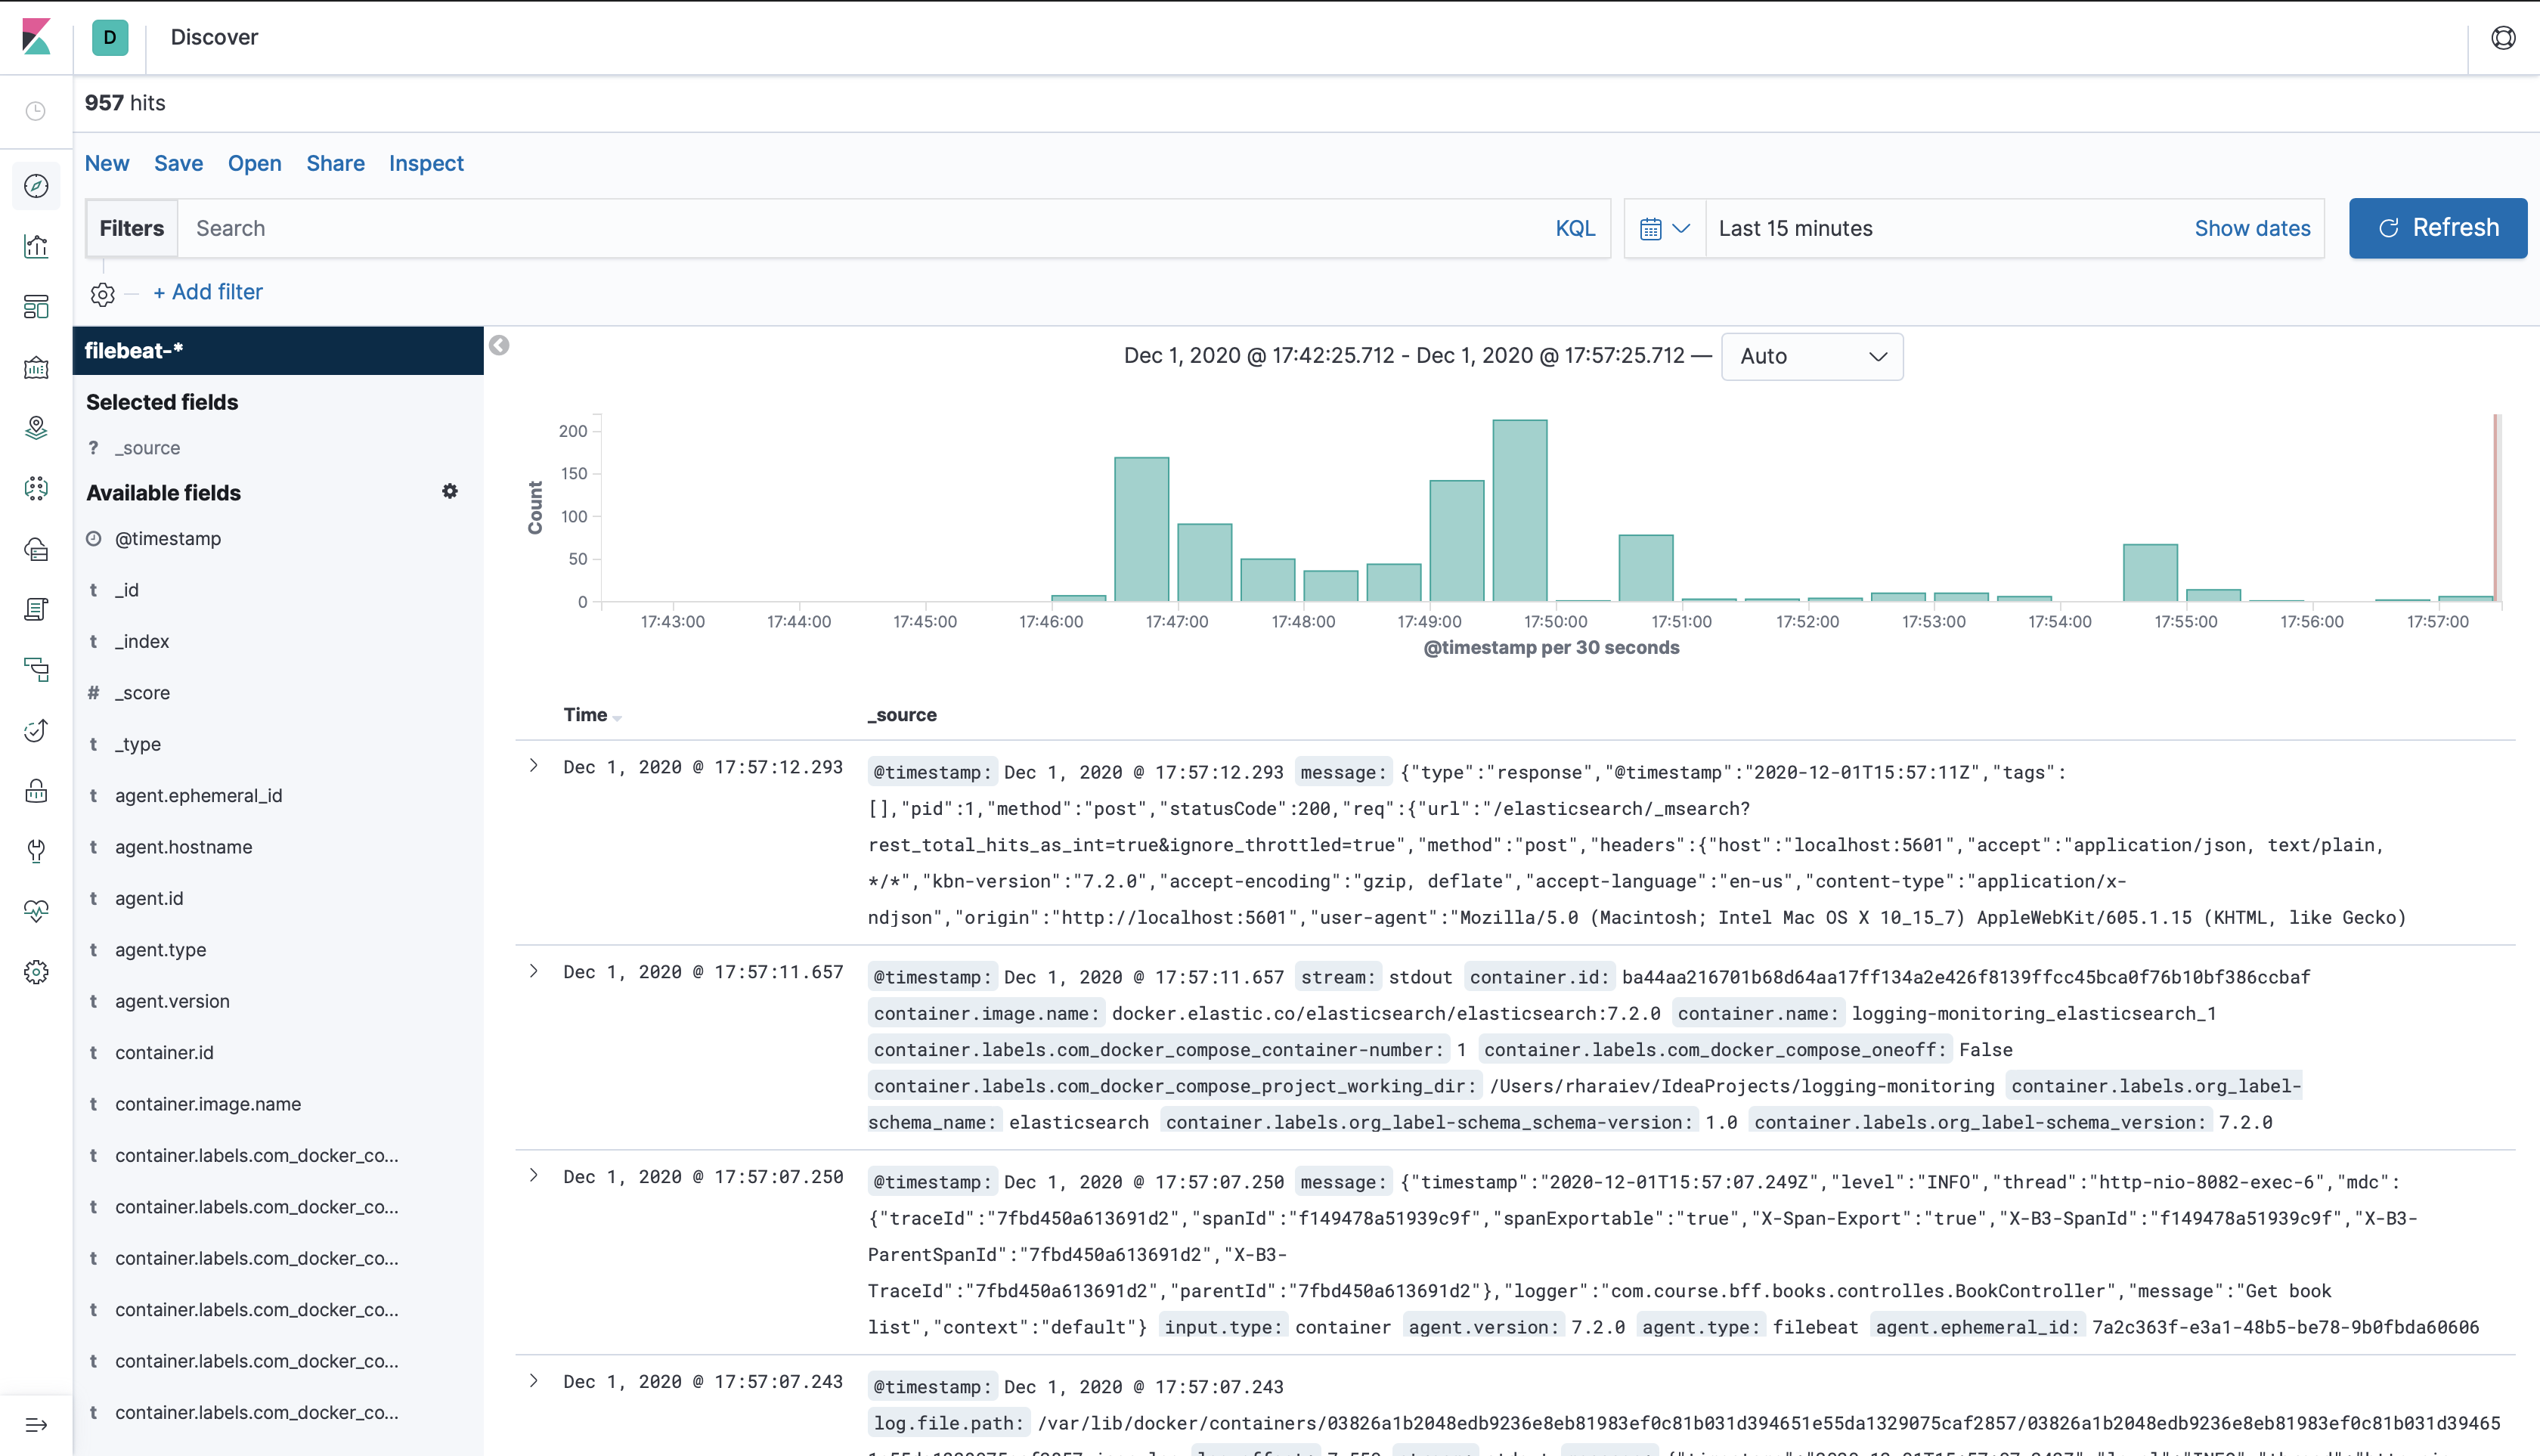 D
Discover
957 hits
New Save Open Share Inspect
Filters Search KQL Last 15 minutes Show dates Refresh
+ Add filter
filebeat-*
Selected fields
? _source
Available fields
@timestamp
t _id
t _index
# _score
t _type
t agent.ephemeral_id
t agent.hostname
t agent.id
t agent.type
t agent.version
t container.id
t container.image.name
t container.labels.com_docker_co...
t container.labels.com_docker_co...
t container.labels.com_docker_co...
t container.labels.com_docker_co...
t container.labels.com_docker_co...
t container.labels.com_docker_co...
Dec 1, 2020 @ 17:42:25.712 - Dec 1, 2020 @ 17:57:25.712 — Auto
Count
200
150
100
50
0
17:43:00 17:44:00 17:45:00 17:46:00 17:47:00 17:48:00 17:49:00 17:50:00 17:51:00 17:52:00 17:53:00 17:54:00 17:55:00 17:56:00 17:57:00
@timestamp per 30 seconds
Time _source
Dec 1, 2020 @ 17:57:12.293 @timestamp: Dec 1, 2020 @ 17:57:12.293 message: {"type":"response","@timestamp":"2020-12-01T15:57:11Z","tags":
[],"pid":1,"method":"post","statusCode":200,"req":{"url":"/elasticsearch/_msearch?
rest_total_hits_as_int=true&ignore_throttled=true","method":"post","headers":{"host":"localhost:5601","accept":"application/json, text/plain,
*/*","kbn-version":"7.2.0","accept-encoding":"gzip, deflate","accept-language":"en-us","content-type":"application/x-
ndjson","origin":"http://localhost:5601","user-agent":"Mozilla/5.0 (Macintosh; Intel Mac OS X 10_15_7) AppleWebKit/605.1.15 (KHTML, like Gecko)
Dec 1, 2020 @ 17:57:11.657 @timestamp: Dec 1, 2020 @ 17:57:11.657 stream: stdout container.id: ba44aa216701b68d64aa17ff134a2e426f8139ffcc45bca0f76b10bf386ccbaf
container.image.name: docker.elastic.co/elasticsearch/elasticsearch:7.2.0 container.name: logging-monitoring_elasticsearch_1
container.labels.com_docker_compose_container-number: 1 container.labels.com_docker_compose_oneoff: False
container.labels.com_docker_compose_project_working_dir: /Users/rharaiev/IdeaProjects/logging-monitoring container.labels.org_label-
schema_name: elasticsearch container.labels.org_label-schema_schema-version: 1.0 container.labels.org_label-schema_version: 7.2.0
Dec 1, 2020 @ 17:57:07.250 @timestamp: Dec 1, 2020 @ 17:57:07.250 message: {"timestamp":"2020-12-01T15:57:07.249Z","level":"INFO","thread":"http-nio-8082-exec-6","mdc":
{"traceId":"7fbd450a613691d2","spanId":"f149478a51939c9f","spanExportable":"true","X-Span-Export":"true","X-B3-SpanId":"f149478a51939c9f","X-B3-
ParentSpanId":"7fbd450a613691d2","X-B3-
TraceId":"7fbd450a613691d2","parentId":"7fbd450a613691d2"},"logger":"com.course.bff.books.controlles.BookController","message":"Get book
list","context":"default"} input.type: container agent.version: 7.2.0 agent.type: filebeat agent.ephemeral_id: 7a2c363f-e3a1-48b5-be78-9b0fbda60606
Dec 1, 2020 @ 17:57:07.243 @timestamp: Dec 1, 2020 @ 17:57:07.243
log.file.path: /var/lib/docker/containers/03826a1b2048edb9236e8eb81983ef0c81b031d394651e55da1329075caf2857/03826a1b2048edb9236e8eb81983ef0c81b031d39465